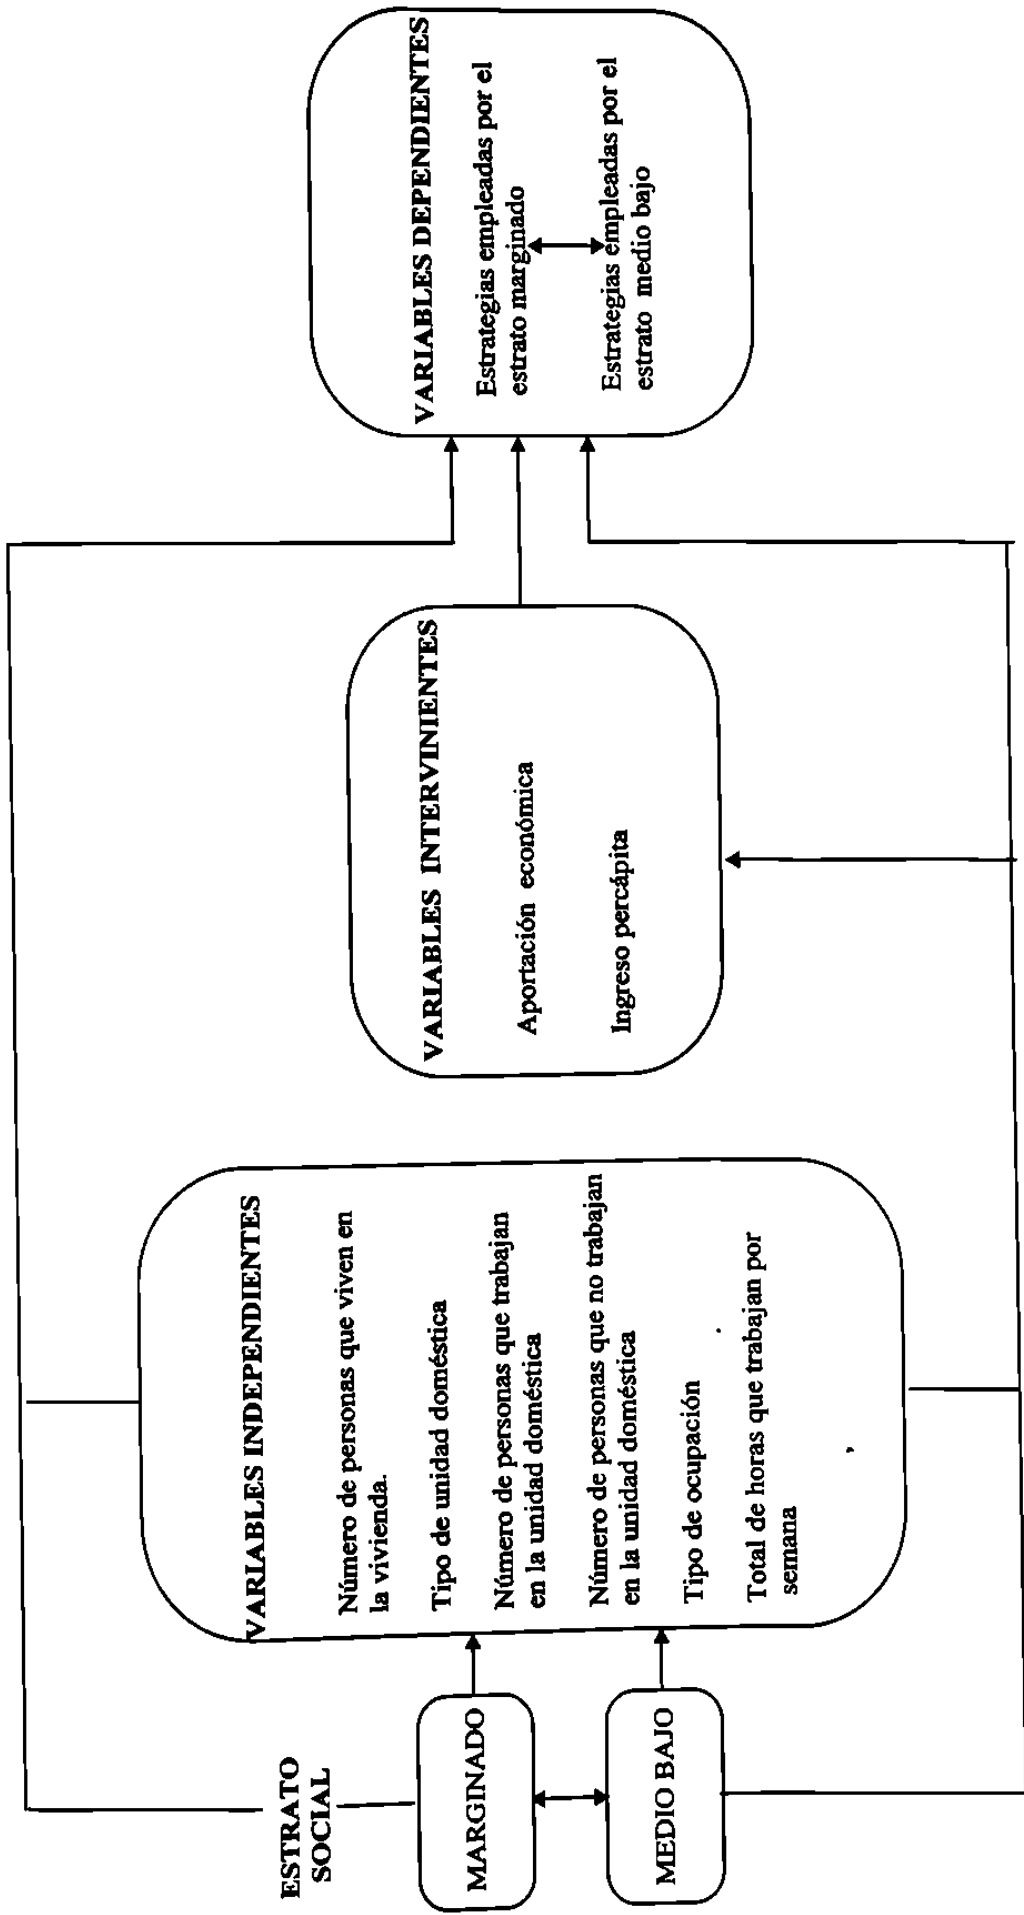 ESTRATO
SOCIAL
MARGINADO
MEDIO BAJO
VARIABLES INDEPENDIENTES
Número de personas que viven en
la vivienda.
Tipo de unidad doméstica
Número de personas que trabajan
en la unidad doméstica
Número de personas que no trabajan
en la unidad doméstica
Tipo de ocupación
Total de horas que trabajan por
semana
VARIABLES INTERVINIENTES
Aportación económica
Ingreso percápita
VARIABLES DEPENDIENTES
Estrategias empleadas por el
estrato marginado
Estrategias empleadas por el
estrato medio bajo